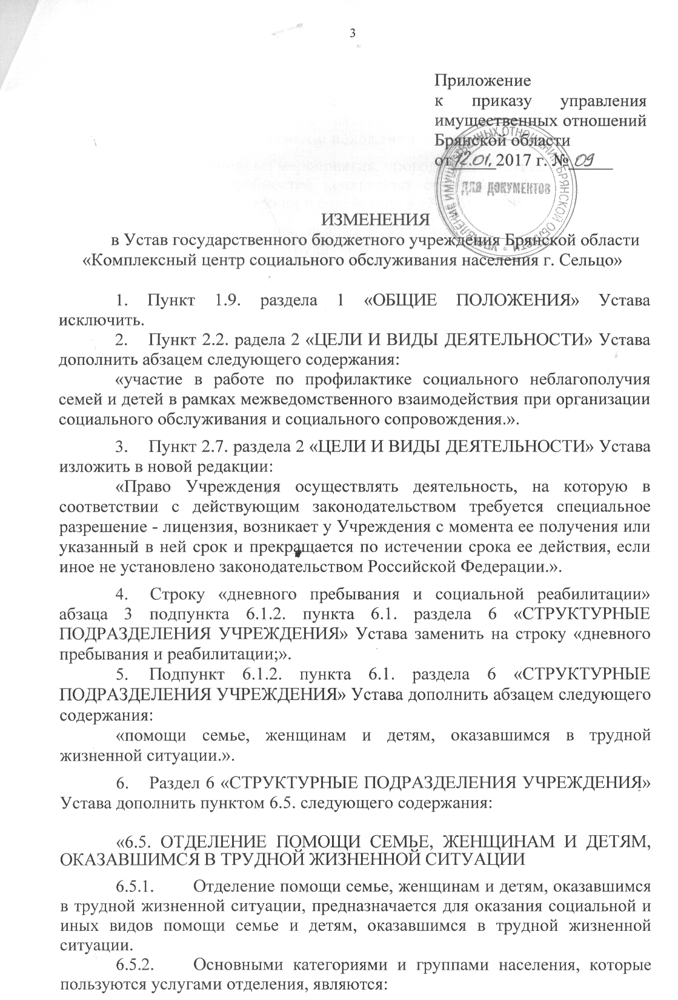 3
Приложение
к приказу управления
имущественных отношений
Брянской области
от 12.01. 2017 г. № 09
УПРАВЛЕНИЕ ИМУЩЕСТВЕННЫХ ОТНОШЕНИЙ БРЯНСКОЙ ОБЛАСТИ *
ДЛЯ ДОКУМЕНТОВ
ИЗМЕНЕНИЯ
в Устав государственного бюджетного учреждения Брянской области
«Комплексный центр социального обслуживания населения г. Сельцо»
1. Пункт 1.9. раздела 1 «ОБЩИЕ ПОЛОЖЕНИЯ» Устава
исключить.
2. Пункт 2.2. радела 2 «ЦЕЛИ И ВИДЫ ДЕЯТЕЛЬНОСТИ» Устава
дополнить абзацем следующего содержания:
«участие в работе по профилактике социального неблагополучия
семей и детей в рамках межведомственного взаимодействия при организации
социального обслуживания и социального сопровождения.».
3. Пункт 2.7. раздела 2 «ЦЕЛИ И ВИДЫ ДЕЯТЕЛЬНОСТИ» Устава
изложить в новой редакции:
«Право Учреждения осуществлять деятельность, на которую в
соответствии с действующим законодательством требуется специальное
разрешение - лицензия, возникает у Учреждения с момента ее получения или
указанный в ней срок и прекращается по истечении срока ее действия, если
иное не установлено законодательством Российской Федерации.».
4. Строку «дневного пребывания и социальной реабилитации»
абзаца 3 подпункта 6.1.2. пункта 6.1. раздела 6 «СТРУКТУРНЫЕ
ПОДРАЗДЕЛЕНИЯ УЧРЕЖДЕНИЯ» Устава заменить на строку «дневного
пребывания и реабилитации;».
5. Подпункт 6.1.2. пункта 6.1. раздела 6 «СТРУКТУРНЫЕ
ПОДРАЗДЕЛЕНИЯ УЧРЕЖДЕНИЯ» Устава дополнить абзацем следующего
содержания:
«помощи семье, женщинам и детям, оказавшимся в трудной
жизненной ситуации.».
6. Раздел 6 «СТРУКТУРНЫЕ ПОДРАЗДЕЛЕНИЯ УЧРЕЖДЕНИЯ»
Устава дополнить пунктом 6.5. следующего содержания:
«6.5. ОТДЕЛЕНИЕ ПОМОЩИ СЕМЬЕ, ЖЕНЩИНАМ И ДЕТЯМ,
ОКАЗАВШИМСЯ В ТРУДНОЙ ЖИЗНЕННОЙ СИТУАЦИИ
6.5.1. Отделение помощи семье, женщинам и детям, оказавшимся
в трудной жизненной ситуации, предназначается для оказания социальной и
иных видов помощи семье и детям, оказавшимся в трудной жизненной
ситуации.
6.5.2. Основными категориями и группами населения, которые
пользуются услугами отделения, являются: